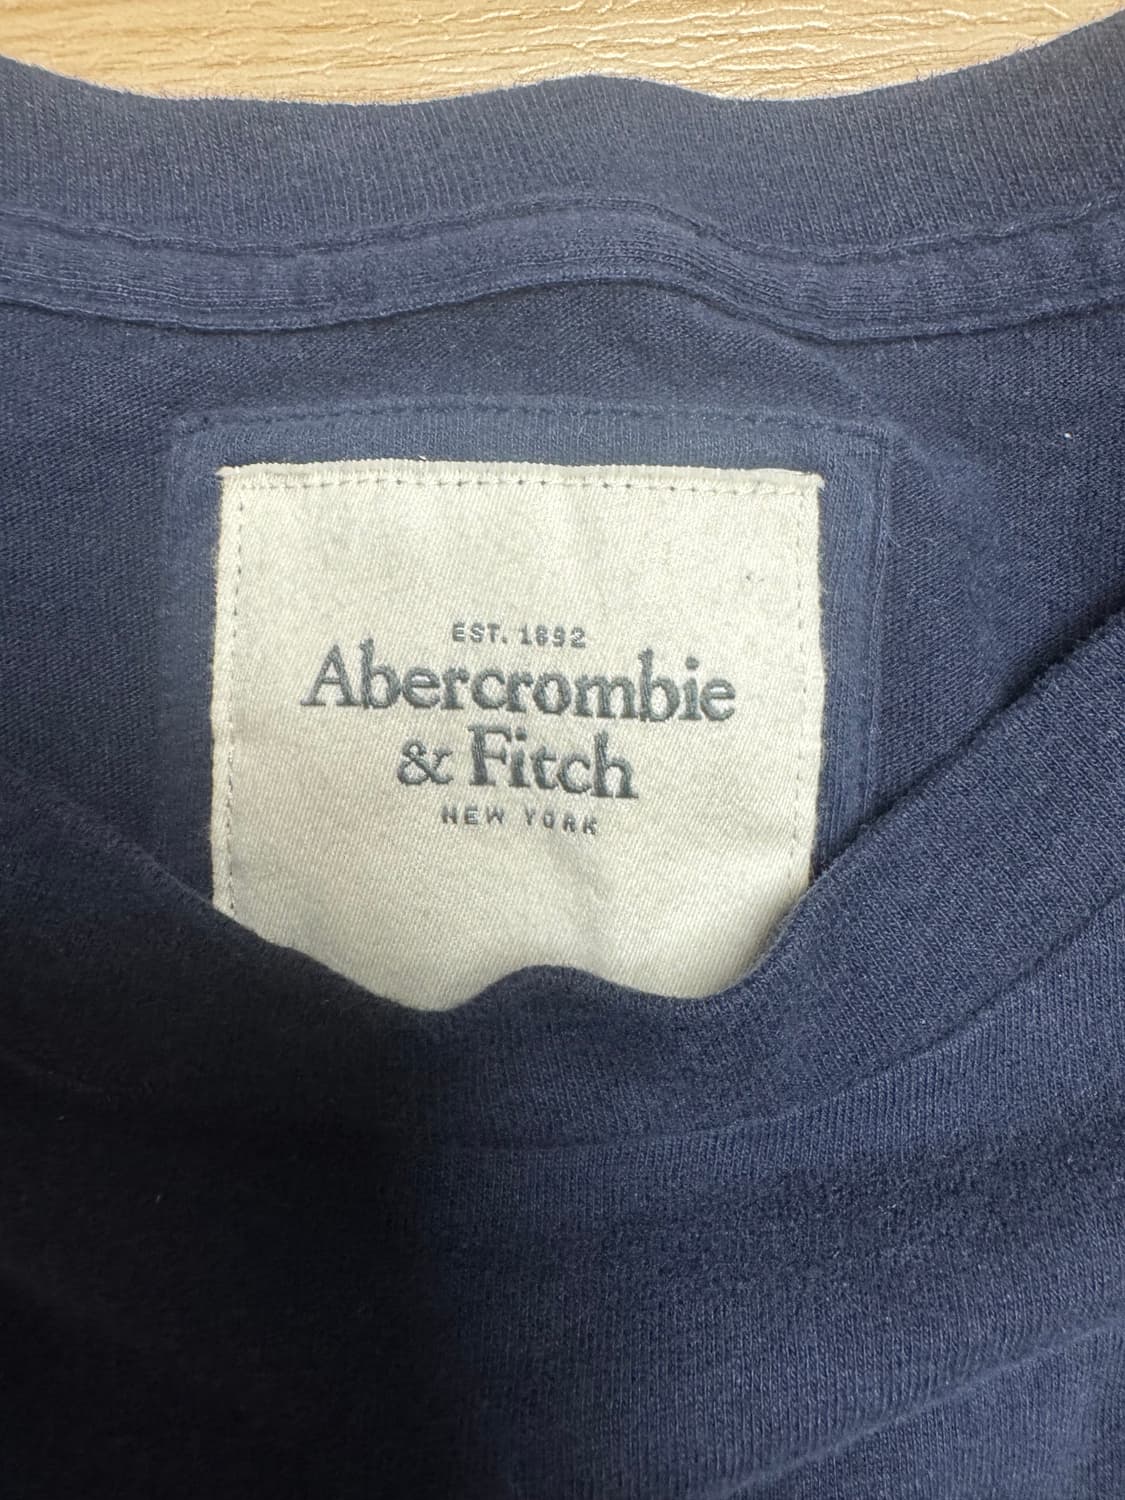 EST. 1892
Abercrombie
& Fitch
NEW YORK